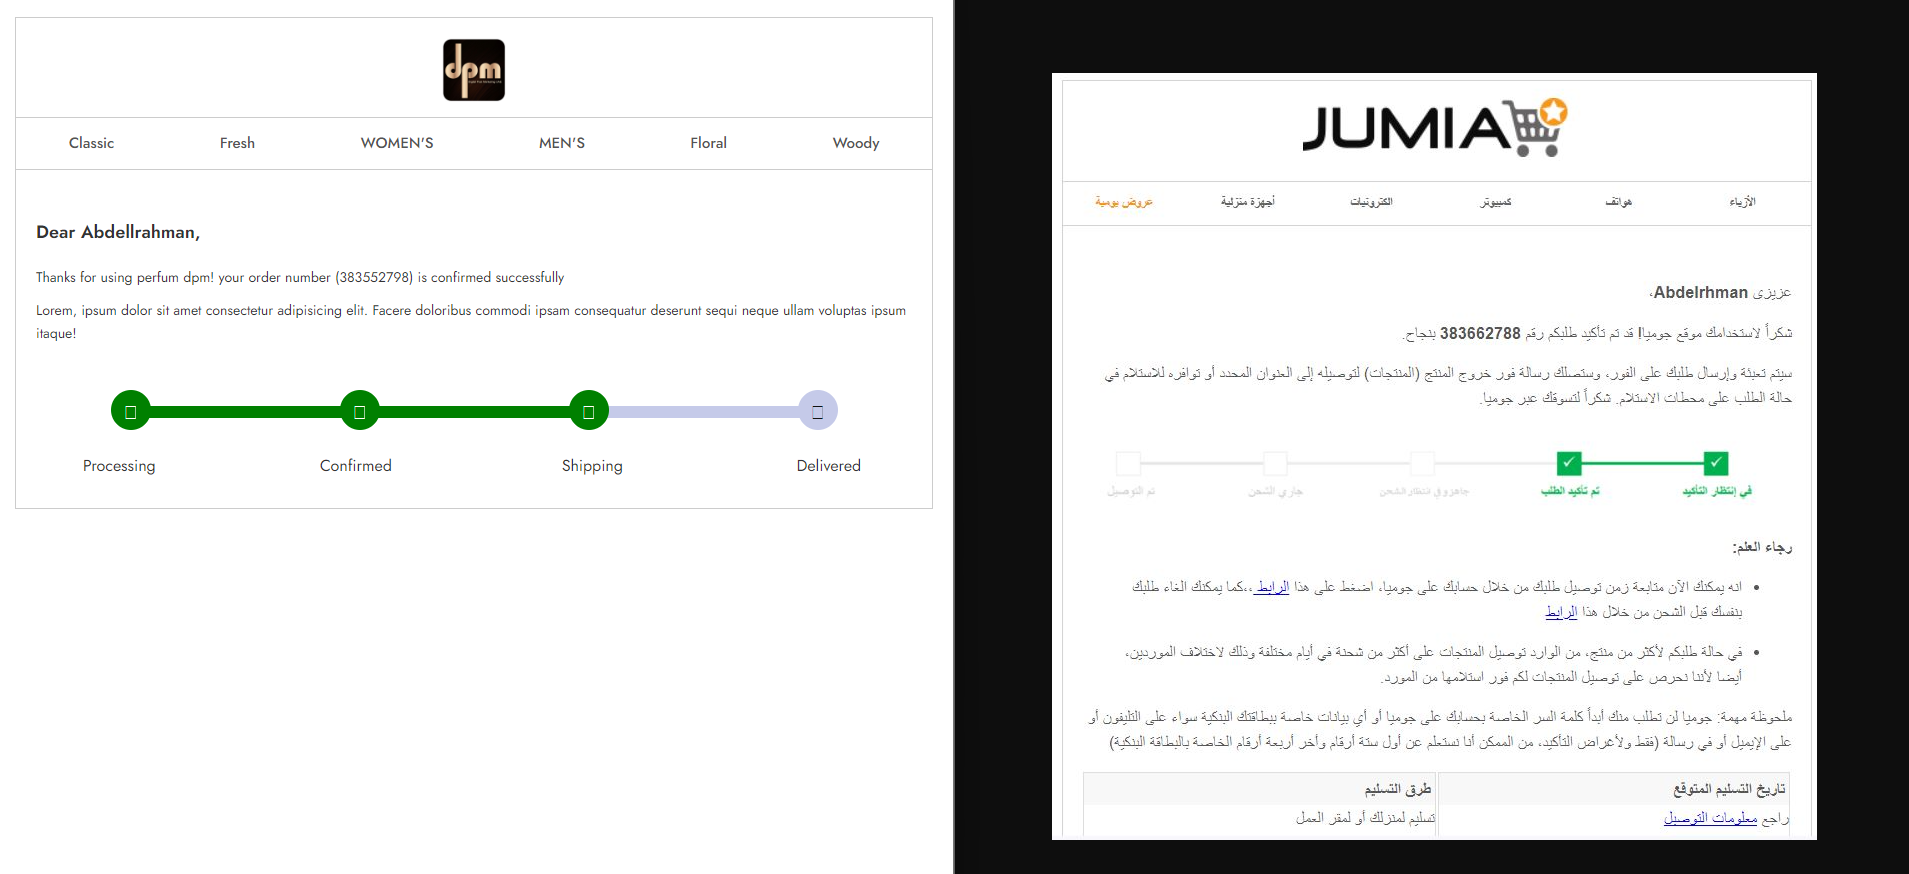 dpm
Classic Fresh WOMEN'S MEN'S Floral Woody
Dear Abdellrahman,
Thanks for using perfum dpm! your order number (383552798) is confirmed successfully
Lorem, ipsum dolor sit amet consectetur adipisicing elit. Facere doloribus commodi ipsam consequatur deserunt sequi neque ullam voluptas ipsum
itaque!
Processing Confirmed Shipping Delivered
JUMIA
الأزياء هواتف كمبيوتر الكترونيات أجهزة منزلية عروض يومية
عزيزى Abdelrhman،
شكراً لاستخدامك موقع جوميا! قد تم تأكيد طلبكم رقم 383662788 بنجاح.
سيتم تعبئة وإرسال طلبك على الفور، وستصلك رسالة فور خروج المنتج (المنتجات) لتوصيله إلى العنوان المحدد أو توافره للاستلام في
حالة الطلب على محطات الاستلام. شكراً لتسوقك عبر جوميا.
في إنتظار التأكيد تم تأكيد الطلب جاهز و في انتظار الشحن جاري الشحن تم التوصيل
رجاء العلم:
انه يمكنك الآن متابعة زمن توصيل طلبك من خلال حسابك على جوميا، اضغط على هذا الرابط ،،كما يمكنك الغاء طلبك
بنفسك قبل الشحن من خلال هذا الرابط
في حالة طلبكم لأكثر من منتج، من الوارد توصيل المنتجات على أكثر من شحنة في أيام مختلفة وذلك لاختلاف الموردين،
أيضا لأننا نحرص على توصيل المنتجات لكم فور استلامها من المورد.
ملحوظة مهمة: جوميا لن تطلب منك أبداً كلمة السر الخاصة بحسابك على جوميا أو أي بيانات خاصة ببطاقتك البنكية سواء على التليفون أو
على الإيميل أو في رسالة (فقط ولأغراض التأكيد، من الممكن أنا نستعلم عن أول ستة أرقام وأخر أربعة أرقام الخاصة بالبطاقة البنكية)
تاريخ التسليم المتوقع طرق التسليم
راجع معلومات التوصيل تسليم لمنزلك أو لمقر العمل